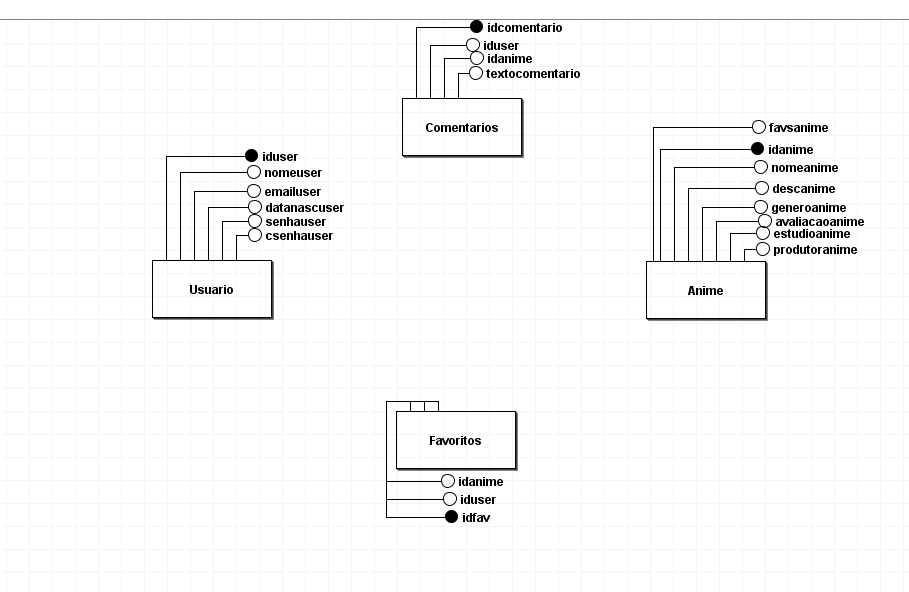 idcomentario
iduser
idanime
textocomentario
Comentarios
iduser
nomeuser
emailuser
datanascuser
senhauser
csenhauser
Usuario
favsanime
idanime
nomeanime
descanime
generoanime
avaliacaoanime
estudioanime
produtoranime
Anime
Favoritos
idanime
iduser
idfav